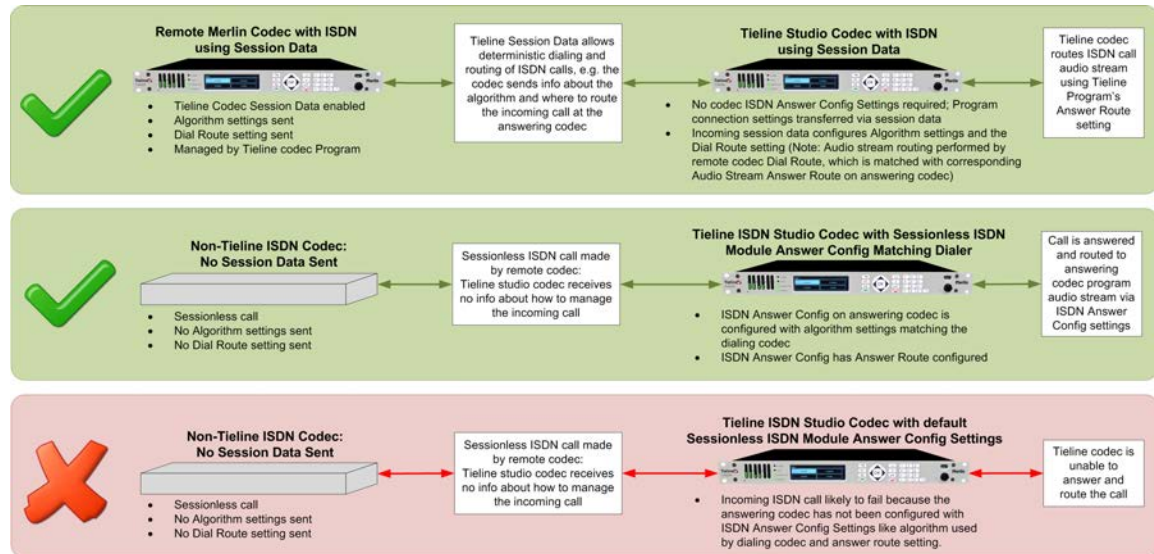 Remote Merlin Codec with ISDN
using Session Data
• Tieline Codec Session Data enabled
• Algorithm settings sent
• Dial Route setting sent
• Managed by Tieline codec Program
Tieline Session Data allows
deterministic dialing and
routing of ISDN calls, e.g. the
codec sends info about the
algorithm and where to route
the incoming call at the
answering codec
Tieline Studio Codec with ISDN
using Session Data
• No codec ISDN Answer Config Settings required; Program
connection settings transferred via session data
• Incoming session data configures Algorithm settings and the
Dial Route setting (Note: Audio stream routing performed by
remote codec Dial Route, which is matched with corresponding
Audio Stream Answer Route on answering codec)
Tieline codec
routes ISDN call
audio stream
using Tieline
Program`s
Answer Route
setting
Non-Tieline ISDN Codec:
No Session Data Sent
• Sessionless call
• No Algorithm settings sent
• No Dial Route setting sent
Sessionless ISDN call made
by remote codec:
Tieline studio codec receives
no info about how to manage
the incoming call
Tieline ISDN Studio Codec with Sessionless ISDN
Module Answer Config Matching Dialer
• ISDN Answer Config on answering codec is
configured with algorithm settings matching the
dialing codec
• ISDN Answer Config has Answer Route configured
Call is answered
and routed to
answering
codec program
audio stream via
ISDN Answer
Config settings
Non-Tieline ISDN Codec:
No Session Data Sent
• Sessionless call
• No Algorithm settings sent
• No Dial Route setting sent
Sessionless ISDN call made
by remote codec:
Tieline studio codec receives
no info about how to manage
the incoming call
Tieline ISDN Studio Codec with default
Sessionless ISDN Module Answer Config Settings
• Incoming ISDN call likely to fail because the
answering codec has not been configured with
ISDN Answer Config Settings like algorithm used
by dialing codec and answer route setting.
Tieline codec is
unable to
answer and
route the call